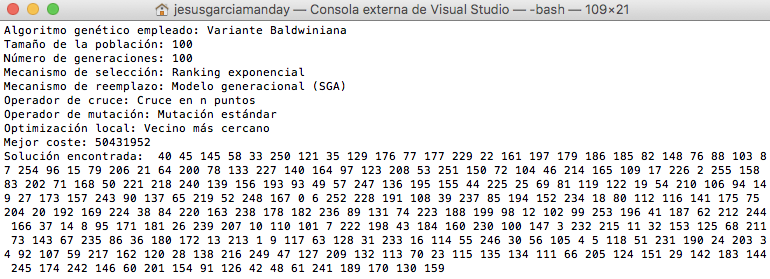 jesusgarciamanday — Consola externa de Visual Studio — -bash — 109×21
Algoritmo genético empleado: Variante Baldwiniana
Tamaño de la población: 100
Número de generaciones: 100
Mecanismo de selección: Ranking exponencial
Mecanismo de reemplazo: Modelo generacional (SGA)
Operador de cruce: Cruce en n puntos
Operador de mutación: Mutación estándar
Optimización local: Vecino más cercano
Mejor coste: 50431952
Solución encontrada:  40 45 145 58 33 250 121 35 129 176 77 177 229 22 161 197 179 186 185 82 148 76 88 103 8
7 254 96 15 79 206 21 64 200 78 133 227 140 164 97 123 208 53 251 150 72 104 46 214 165 109 17 226 2 255 158
83 202 71 168 50 221 218 240 139 156 193 93 49 57 247 136 195 155 44 225 25 69 81 119 122 19 54 210 106 94 14
9 27 173 157 243 90 137 65 219 52 248 167 0 6 252 228 191 108 39 237 85 194 152 234 18 80 112 116 141 175 75
204 20 192 169 224 38 84 220 163 238 178 182 236 89 131 74 223 188 199 98 12 102 99 253 196 41 187 62 212 244
166 37 14 8 95 171 181 26 239 207 10 110 101 7 222 198 43 184 160 230 100 147 3 232 215 11 32 153 125 68 211
73 143 67 235 86 36 180 172 13 213 1 9 117 63 128 31 233 16 114 55 246 30 56 105 4 5 118 51 231 190 24 203 3
4 92 107 59 217 162 120 28 138 216 249 47 127 209 132 113 70 23 115 135 134 111 66 205 124 151 29 142 183 144
245 174 242 146 60 201 154 91 126 42 48 61 241 189 170 130 159